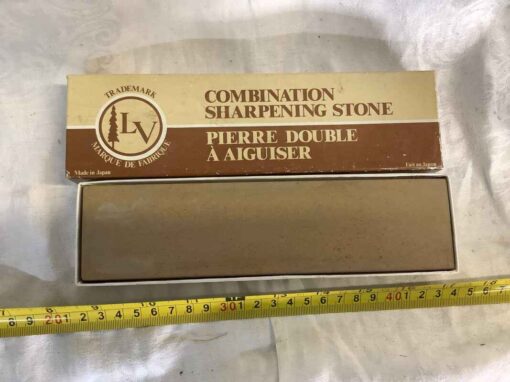 TRADEMARK
LV
MARQUE DE FABRIQUE
COMBINATION
SHARPENING STONE
PIERRE DOUBLE
À AIGUISER
Made in Japan
Fait au Japon